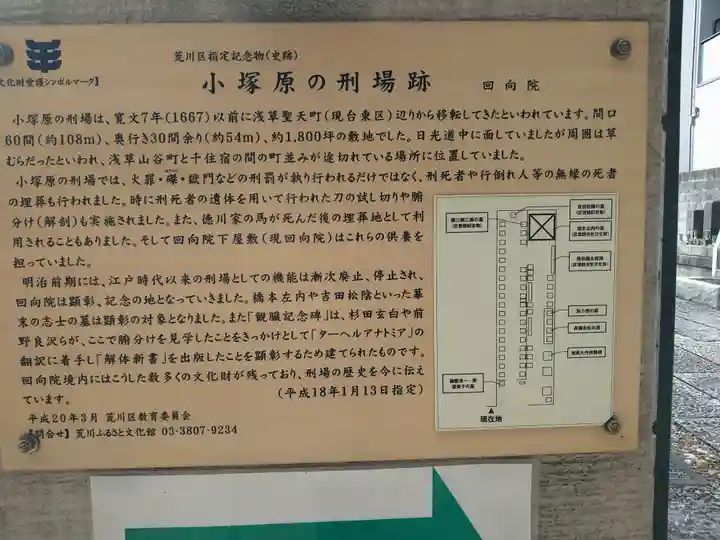 荒川区指定記念物(史跡)
文化財愛護シンボルマーク】
小塚原の刑場跡 回向院
小塚原の刑場は、寛文7年(1667)以前に浅草聖天町(現台東区)辺りから移転してきたといわれています。間口
60間(約108m)、奥行き30間余り(約54m)、約1,800坪の敷地でした。日光道中に面していましたが周囲は草
むらだったといわれ、浅草山谷町と千住宿の間の町並みが途切れている場所に位置していました。
小塚原の刑場では、火罪・磔・獄門などの刑罰が執り行われるだけではなく、刑死者や行倒れ人等の無縁の死者
の埋葬も行われました。時に刑死者の遺体を用いて行われた刀の試し切りや腑
分け(解剖)も実施されました。また、徳川家の馬が死んだ後の埋葬地として利
用されることもありました。そして回向院下屋敷(現回向院)はこれらの供養を
担っていました。
明治前期には、江戸時代以来の刑場としての機能は漸次廃止、停止され、
回向院は顕彰、記念の地となっていきました。橋本左内や吉田松陰といった幕
末の志士の墓は顕彰の対象となりました。また「観臓記念碑」は、杉田玄白や前
野良沢らが、ここで腑分けを見学したことをきっかけとして「ターヘルアナトミア」の
翻訳に着手し「解体新書」を出版したことを顕彰するため建てられたものです。
回向院境内にはこうした数多くの文化財が残っており、刑場の歴史を今に伝え
ています。 (平成18年1月13日指定)
平成20年3月 荒川区教育委員会
【問合せ】荒川ふるさと文化館 03-3807-9234
現在地